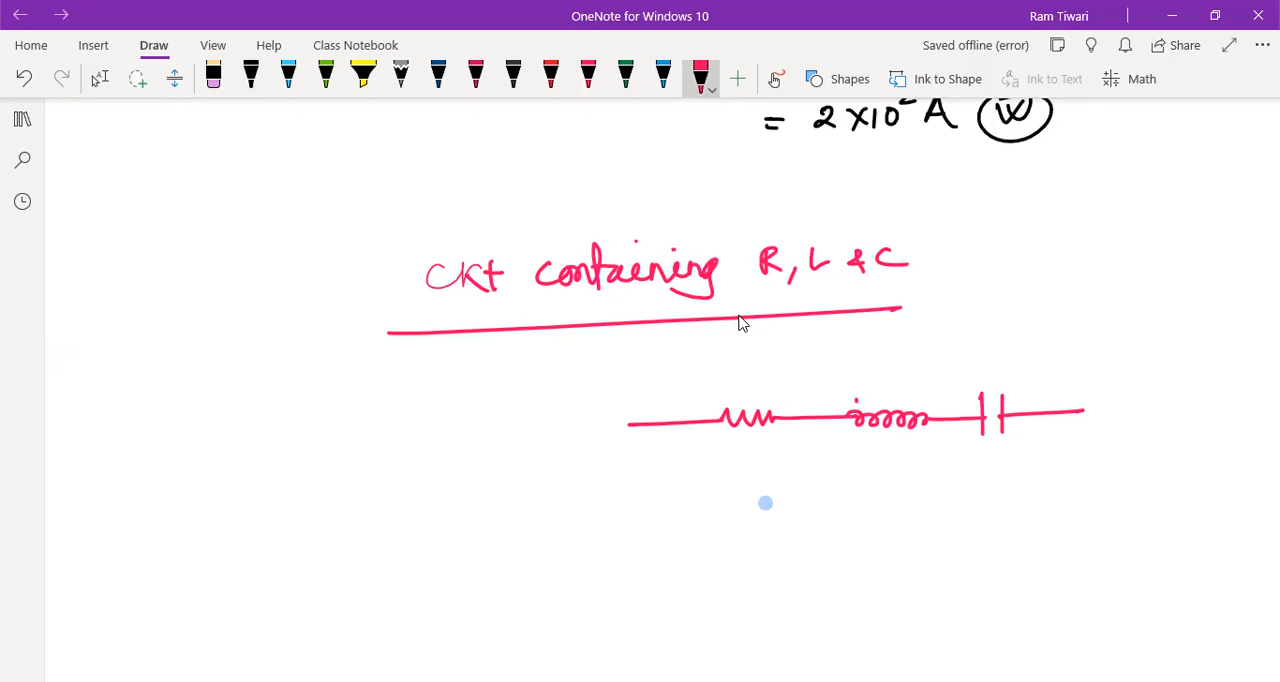 OneNote for Windows 10
Ram Tiwari
Home Insert Draw View Help Class Notebook
Saved offline (error)
Share
Shapes
Ink to Shape
Ink to Text
Math
= 2 × 10² A W
CKt containing R, L & C